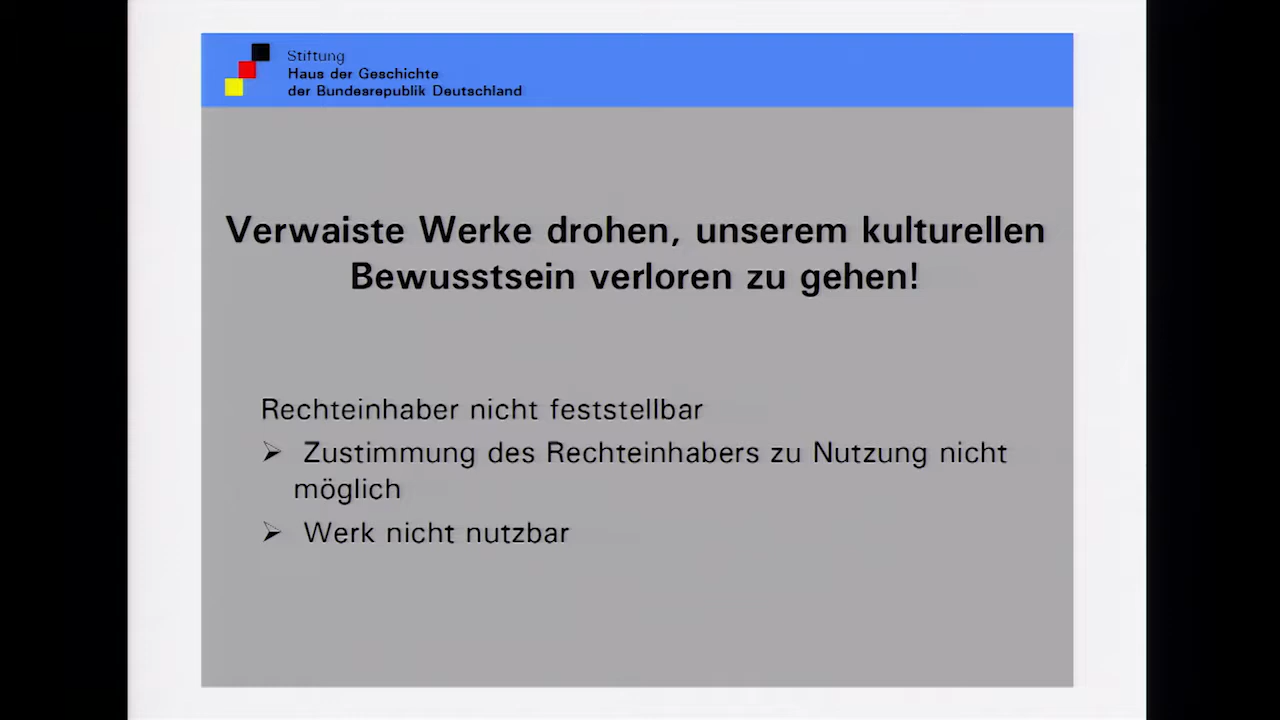 Stiftung
Haus der Geschichte
der Bundesrepublik Deutschland
Verwaiste Werke drohen, unserem kulturellen
Bewusstsein verloren zu gehen!
Rechteinhaber nicht feststellbar
➢ Zustimmung des Rechteinhabers zu Nutzung nicht
möglich
➢ Werk nicht nutzbar